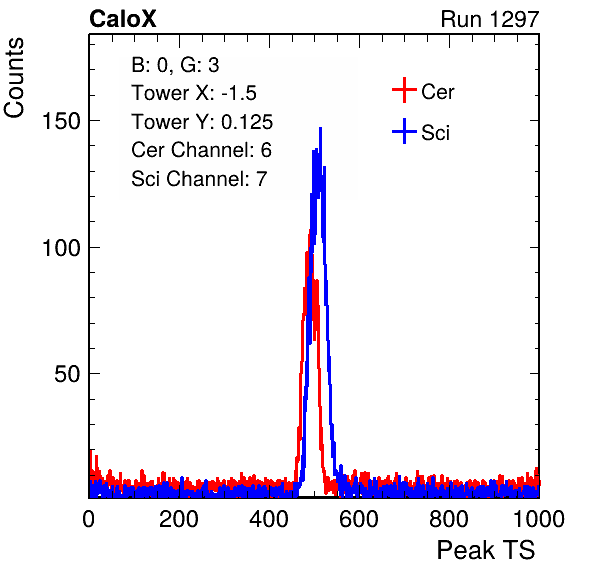 CaloX Run 1297
Counts
B: 0, G: 3
Tower X: -1.5
Tower Y: 0.125
Cer Channel: 6
Sci Channel: 7
Cer
Sci
150
100
50
0 200 400 600 800 1000
Peak TS